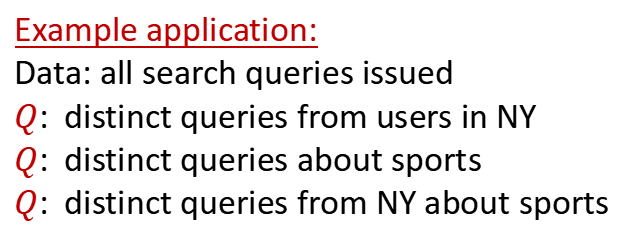 Example application:
Data: all search queries issued
Q: distinct queries from users in NY
Q: distinct queries about sports
Q: distinct queries from NY about sports